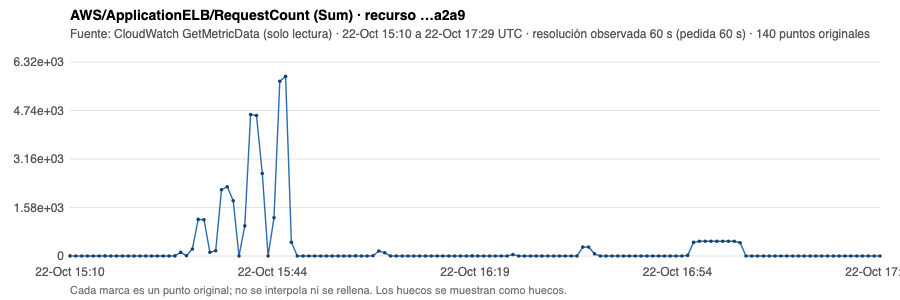 AWS/ApplicationELB/RequestCount (Sum) · recurso …a2a9
Fuente: CloudWatch GetMetricData (solo lectura) · 22-Oct 15:10 a 22-Oct 17:29 UTC · resolución observada 60 s (pedida 60 s) · 140 puntos originales
6.32e+03
4.74e+03
3.16e+03
1.58e+03
0
22-Oct 15:10 22-Oct 15:44 22-Oct 16:19 22-Oct 16:54 22-Oct 17:
Cada marca es un punto original; no se interpola ni se rellena. Los huecos se muestran como huecos.